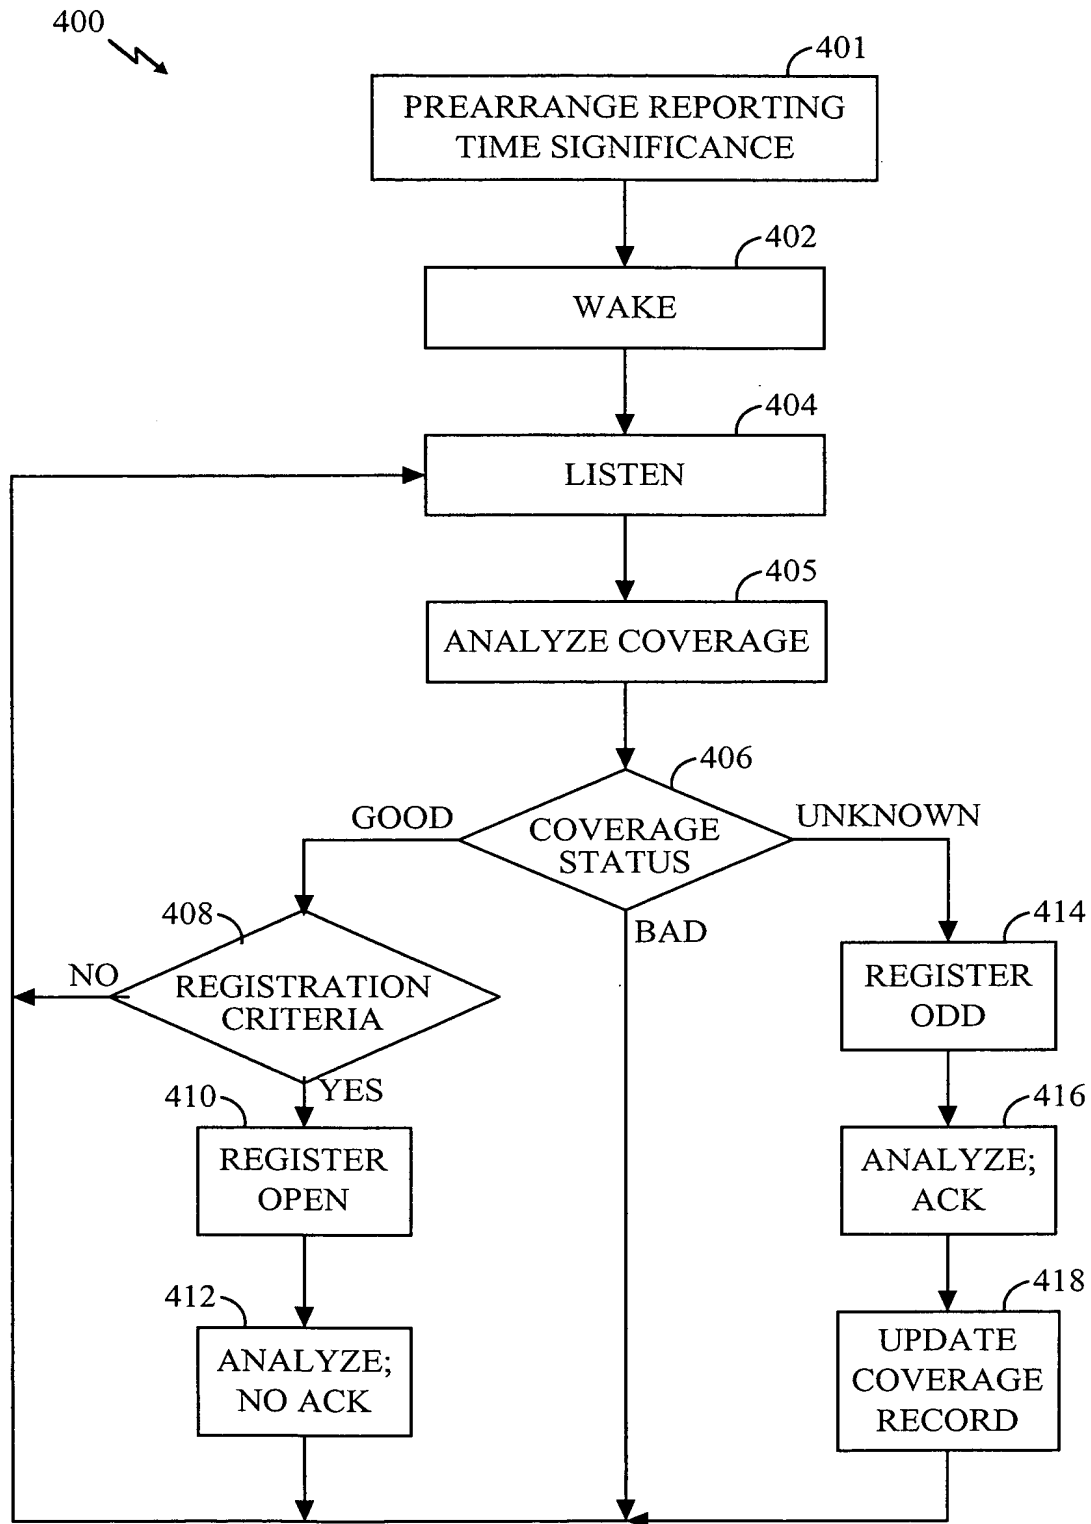 400
401
PREARRANGE REPORTING
TIME SIGNIFICANCE
402
WAKE
404
LISTEN
405
ANALYZE COVERAGE
406
COVERAGE
STATUS
GOOD
UNKNOWN
BAD
408
REGISTRATION
CRITERIA
NO
YES
410
REGISTER
OPEN
412
ANALYZE;
NO ACK
414
REGISTER
ODD
416
ANALYZE;
ACK
418
UPDATE
COVERAGE
RECORD